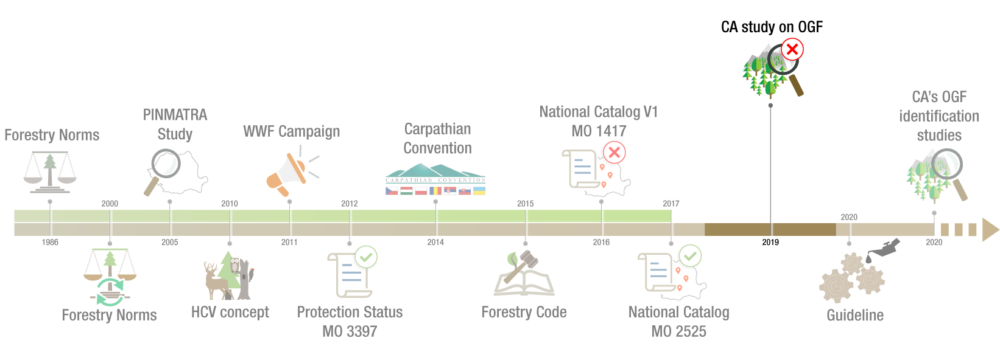 CA study on OGF
CA's OGF
identification
studies
PINMATRA
Study
National Catalog V1
MO 1417
Forestry Norms
WWF Campaign
Carpathian
Convention
CARPATHIAN CONVENTION
2000
2010
2012
2015
2017
2020
1986
2005
2011
2014
2016
2019
2020
Forestry Norms
HCV concept
Protection Status
MO 3397
Forestry Code
National Catalog
MO 2525
Guideline